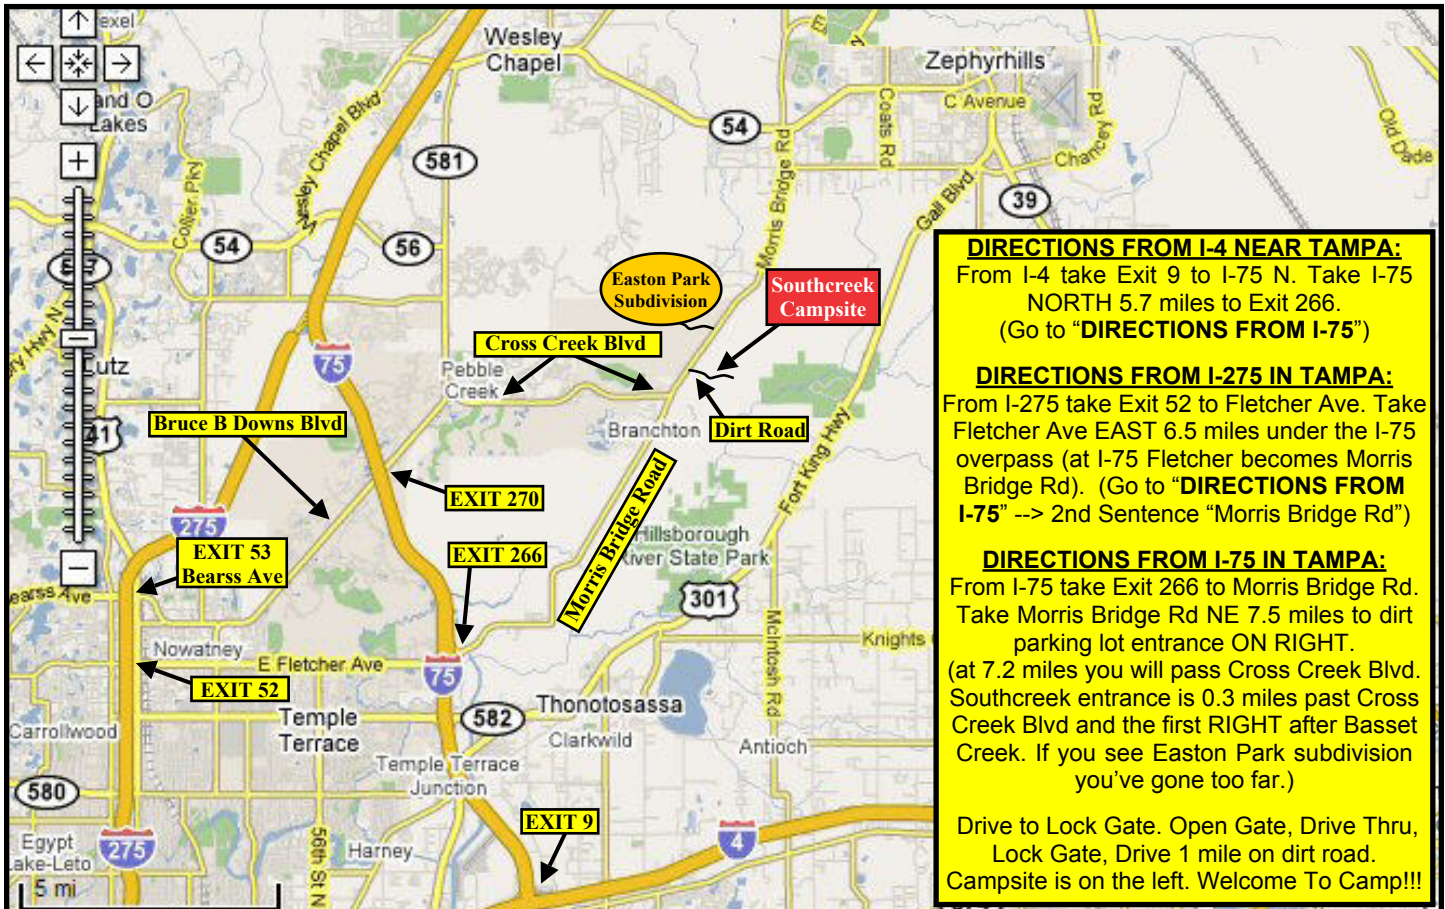 exel
Wesley
Chapel
Zephyrhills
C Avenue
and O
Lakes
Wesley Chapel Blvd
54
Morris Bridge Rd
Coats Rd
Chancey Rd
Old Dade
581
Collier Pky
54
56
Gall Blvd
39
Easton Park
Subdivision
Southcreek
Campsite
Cross Creek Blvd
75
Pebble
Creek
Lutz
41
Bruce B Downs Blvd
Branchton
Dirt Road
Fort King Hwy
EXIT 270
275
Morris Bridge Road
Hillsborough
River State Park
EXIT 53
Bearss Ave
EXIT 266
301
earss Ave
McIntosh Rd
Knights
Nowatney
E Fletcher Ave
75
EXIT 52
582
Thonotosassa
Temple
Terrace
Carrollwood
Clarkwild
Antioch
Temple Terrace
Junction
580
EXIT 9
4
Egypt
Lake-Leto
275
56th St N
Harney
5 mi
DIRECTIONS FROM I-4 NEAR TAMPA:
From I-4 take Exit 9 to I-75 N. Take I-75
NORTH 5.7 miles to Exit 266.
(Go to “DIRECTIONS FROM I-75”)
DIRECTIONS FROM I-275 IN TAMPA:
From I-275 take Exit 52 to Fletcher Ave. Take
Fletcher Ave EAST 6.5 miles under the I-75
overpass (at I-75 Fletcher becomes Morris
Bridge Rd). (Go to “DIRECTIONS FROM
I-75” --> 2nd Sentence “Morris Bridge Rd”)
DIRECTIONS FROM I-75 IN TAMPA:
From I-75 take Exit 266 to Morris Bridge Rd.
Take Morris Bridge Rd NE 7.5 miles to dirt
parking lot entrance ON RIGHT.
(at 7.2 miles you will pass Cross Creek Blvd.
Southcreek entrance is 0.3 miles past Cross
Creek Blvd and the first RIGHT after Basset
Creek. If you see Easton Park subdivision
you’ve gone too far.)
Drive to Lock Gate. Open Gate, Drive Thru,
Lock Gate, Drive 1 mile on dirt road.
Campsite is on the left. Welcome To Camp!!!